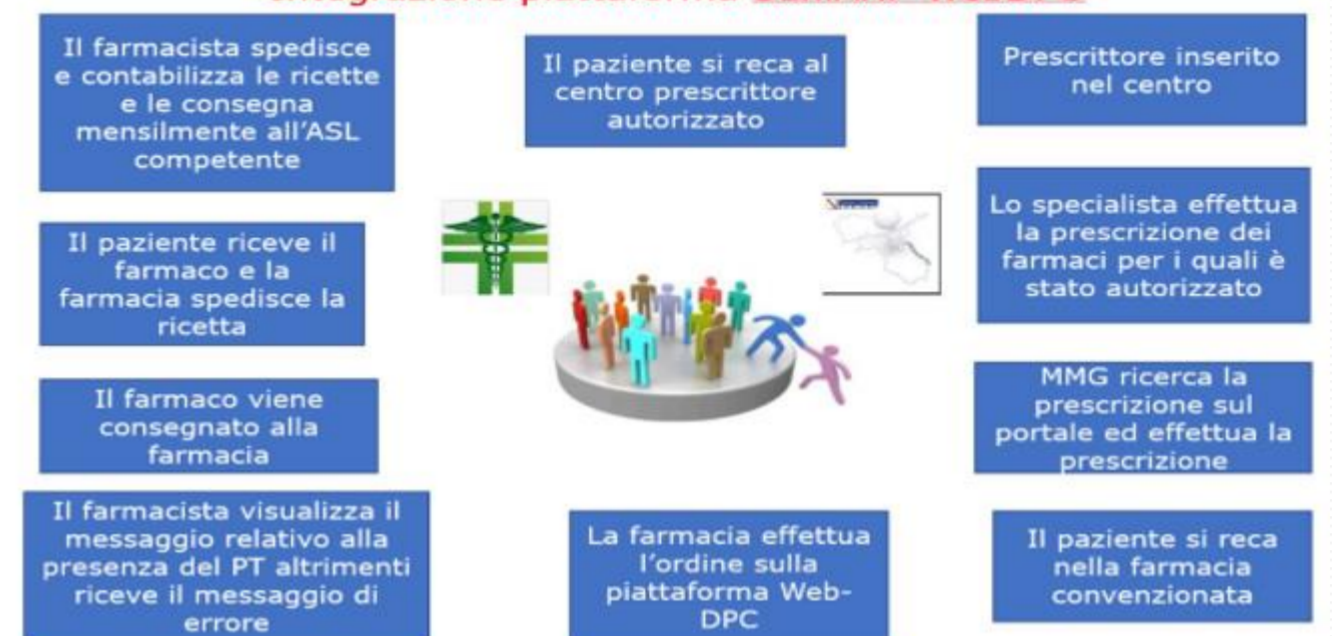 Il farmacista spedisce
e contabilizza le ricette
e le consegna
mensilmente all'ASL
competente
Il paziente si reca al
centro prescrittore
autorizzato
Prescrittore inserito
nel centro
Lo specialista effettua
la prescrizione dei
farmaci per i quali è
stato autorizzato
Il paziente riceve il
farmaco e la
farmacia spedisce la
ricetta
MMG ricerca la
prescrizione sul
portale ed effettua la
prescrizione
Il farmaco viene
consegnato alla
farmacia
Il farmacista visualizza il
messaggio relativo alla
presenza del PT altrimenti
riceve il messaggio di
errore
La farmacia effettua
l'ordine sulla
piattaforma Web-
DPC
Il paziente si reca
nella farmacia
convenzionata